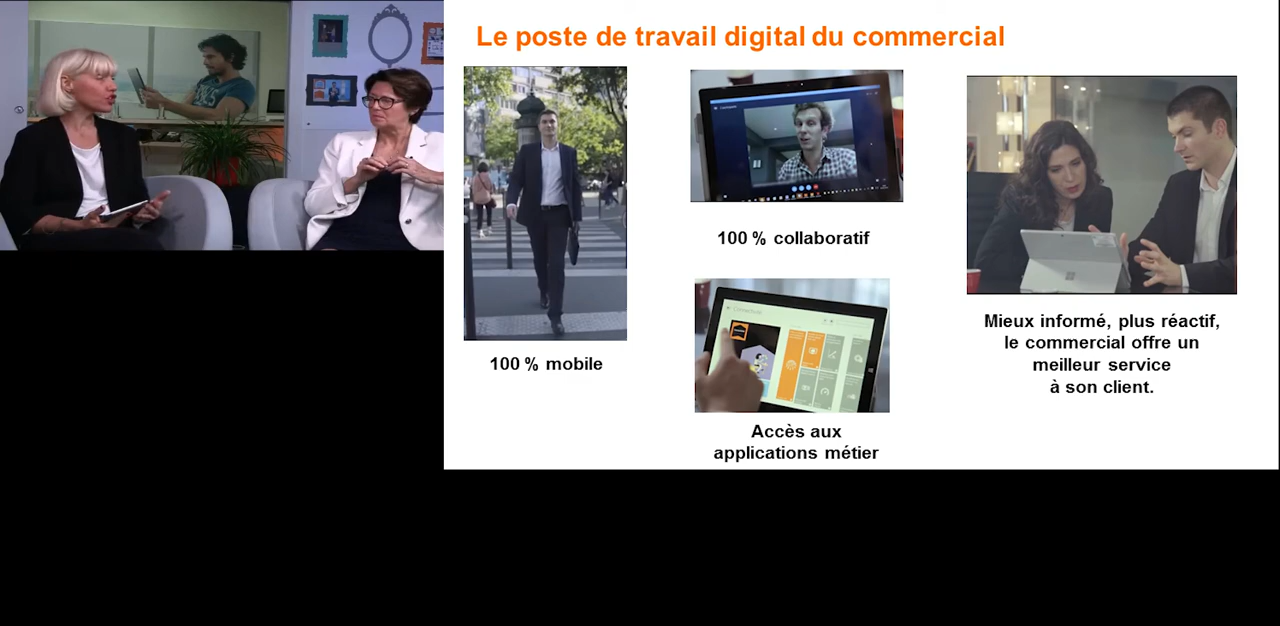 Le poste de travail digital du commercial
100 % mobile
100 % collaboratif
Accès aux
applications métier
Mieux informé, plus réactif,
le commercial offre un
meilleur service
à son client.